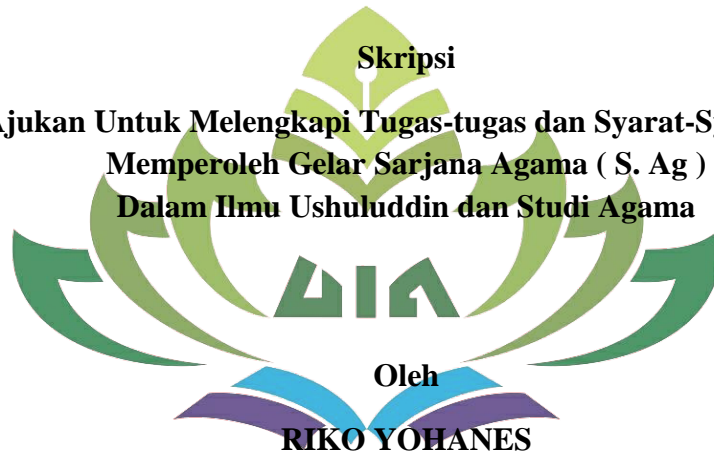 Skripsi
Ajukan Untuk Melengkapi Tugas-tugas dan Syarat-
Memperoleh Gelar Sarjana Agama ( S. Ag )
Dalam Ilmu Ushuluddin dan Studi Agama
UIN
Oleh
RIKO YOHANES